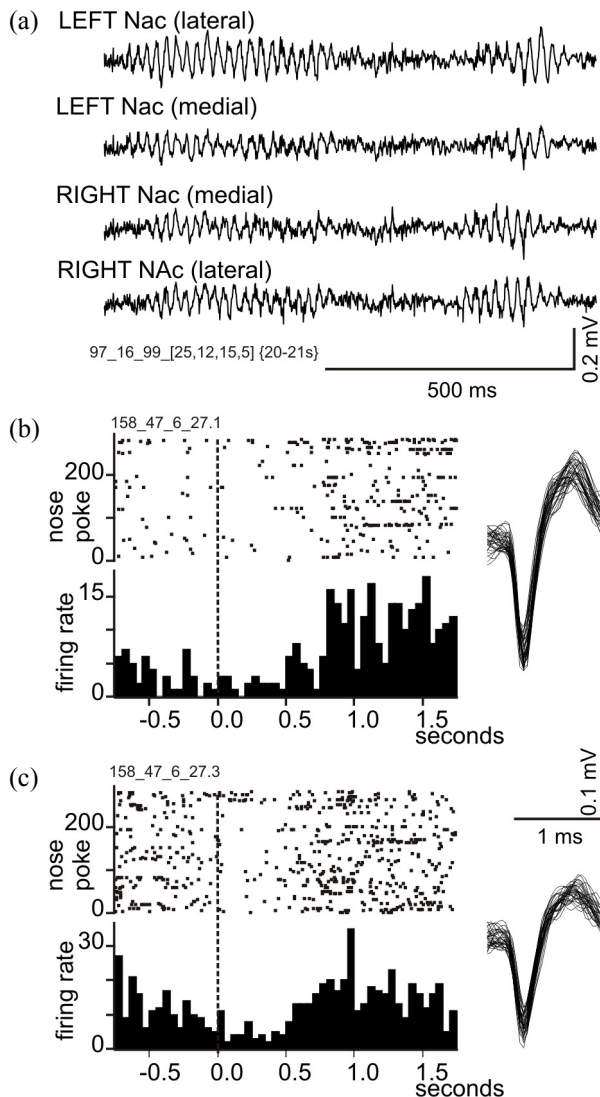 (a)
LEFT Nac (lateral)
LEFT Nac (medial)
RIGHT Nac (medial)
RIGHT NAc (lateral)
97_16_99_[25,12,15,5] {20-21s}
0.2 mV
500 ms
(b)
158_47_6_27.1
nose poke
200
0
firing rate
15
0
-0.5 0.0 0.5 1.0 1.5
seconds
(c)
158_47_6_27.3
0.1 mV
1 ms
nose poke
200
0
firing rate
30
0
-0.5 0.0 0.5 1.0 1.5
seconds